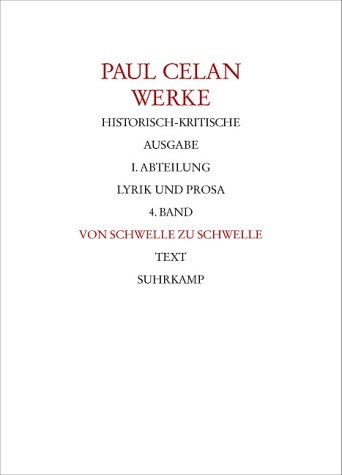 PAUL CELAN
WERKE
HISTORISCH-KRITISCHE
AUSGABE
I. ABTEILUNG
LYRIK UND PROSA
4. BAND
VON SCHWELLE ZU SCHWELLE
TEXT
SUHRKAMP